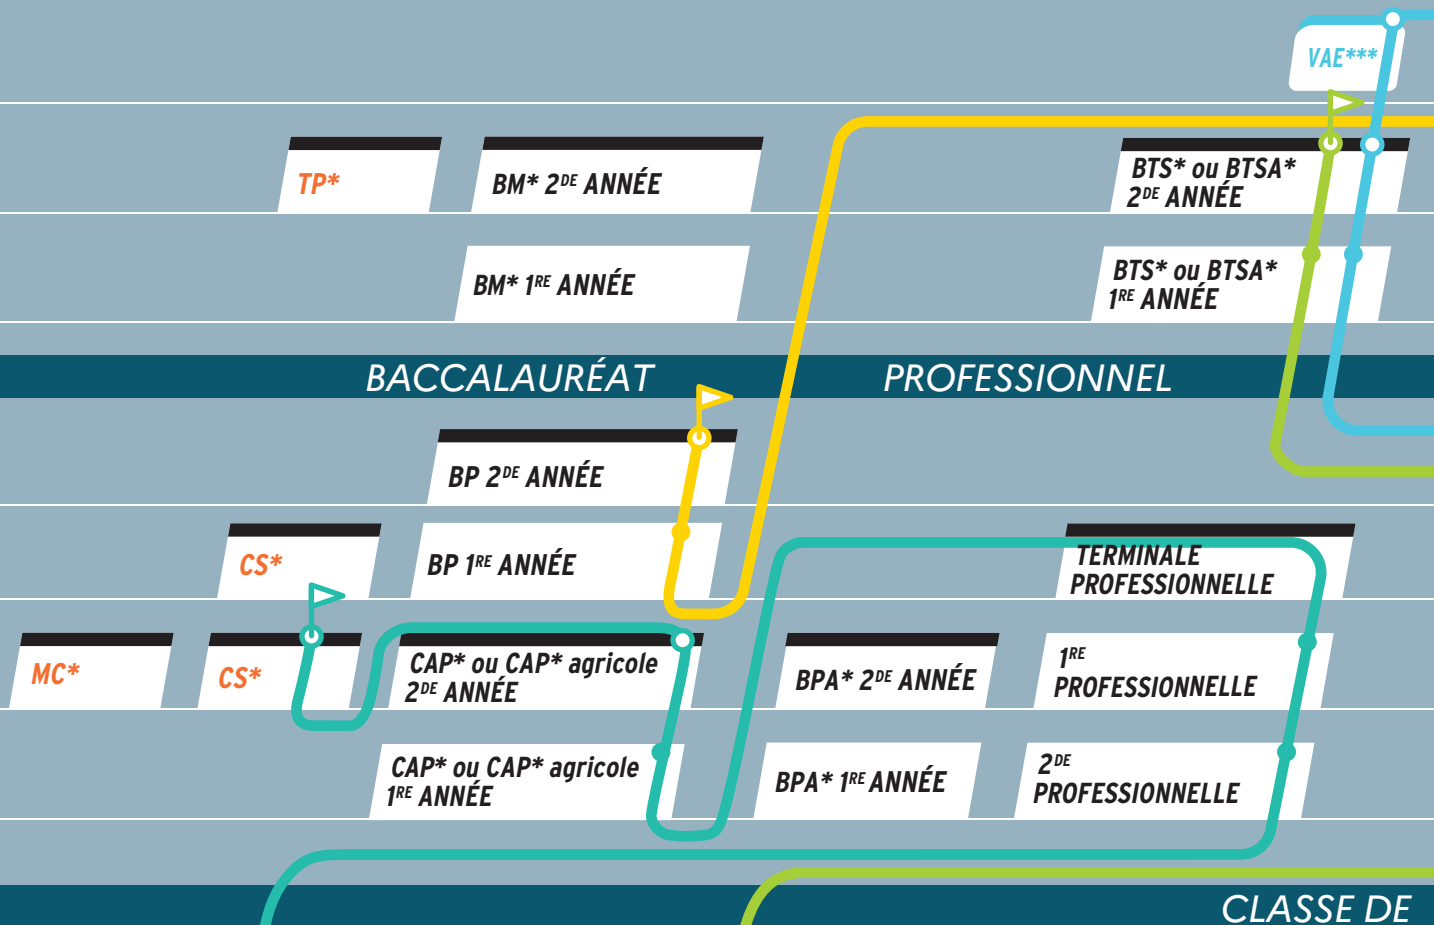 VAE***
TP*
BM* 2DE ANNÉE
BTS* ou BTSA*
2DE ANNÉE
BM* 1RE ANNÉE
BTS* ou BTSA*
1RE ANNÉE
BACCALAURÉAT PROFESSIONNEL
BP 2DE ANNÉE
CS*
BP 1RE ANNÉE
TERMINALE
PROFESSIONNELLE
MC*
CS*
CAP* ou CAP* agricole
2DE ANNÉE
BPA* 2DE ANNÉE
1RE
PROFESSIONNELLE
CAP* ou CAP* agricole
1RE ANNÉE
BPA* 1RE ANNÉE
2DE
PROFESSIONNELLE
CLASSE DE